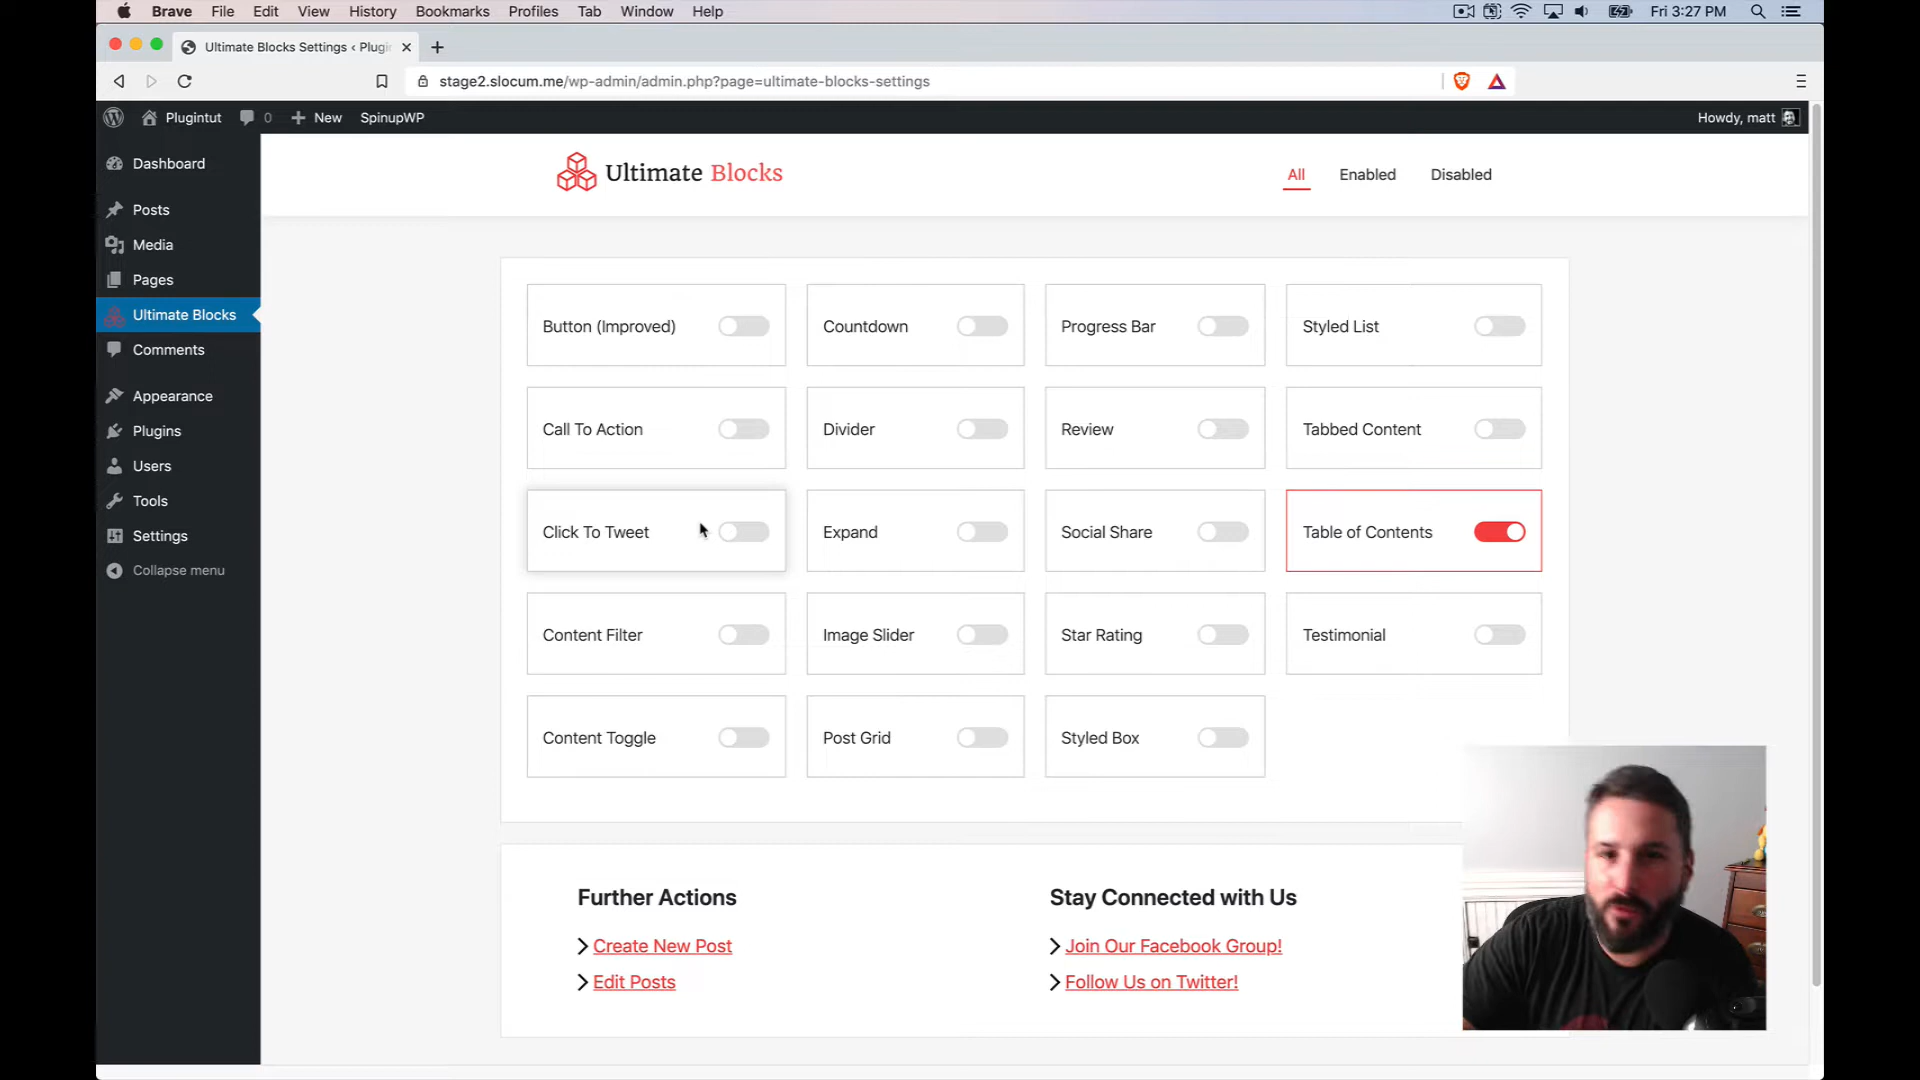 Brave File Edit View History Bookmarks Profiles Tab Window Help Fri 3:27 PM
Ultimate Blocks Settings ‹ Plugi
stage2.slocum.me/wp-admin/admin.php?page=ultimate-blocks-settings
Plugintut 0 New SpinupWP Howdy, matt
Dashboard
Posts
Media
Pages
Ultimate Blocks
Comments
Appearance
Plugins
Users
Tools
Settings
Collapse menu
Ultimate Blocks
All Enabled Disabled
Button (Improved) Countdown Progress Bar Styled List
Call To Action Divider Review Tabbed Content
Click To Tweet Expand Social Share Table of Contents
Content Filter Image Slider Star Rating Testimonial
Content Toggle Post Grid Styled Box
Further Actions
Create New Post
Edit Posts
Stay Connected with Us
Join Our Facebook Group!
Follow Us on Twitter!